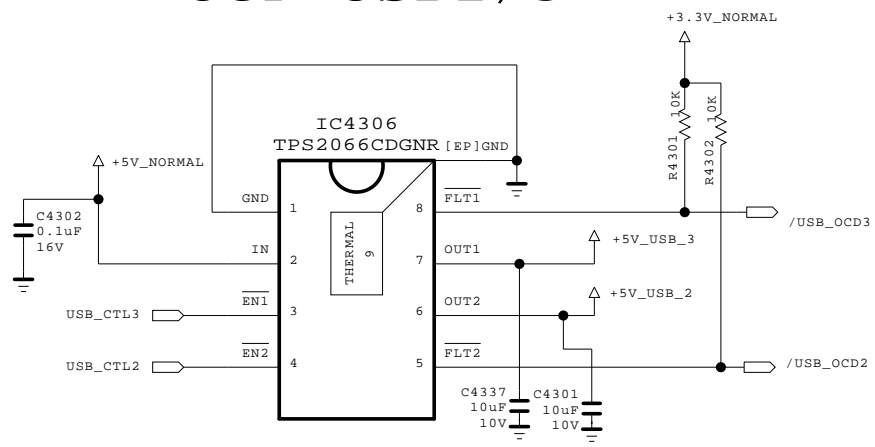 +3.3V_NORMAL
IC4306
TPS2066CDGNR
[EP]GND
+5V_NORMAL
R4301 10K
R4302 10K
C4302
0.1uF
16V
GND
1
8
FLT1
/USB_OCD3
THERMAL
9
IN
2
7
OUT1
+5V_USB_3
USB_CTL3
EN1
3
6
OUT2
+5V_USB_2
USB_CTL2
EN2
4
5
FLT2
/USB_OCD2
C4337
10uF
10V
C4301
10uF
10V